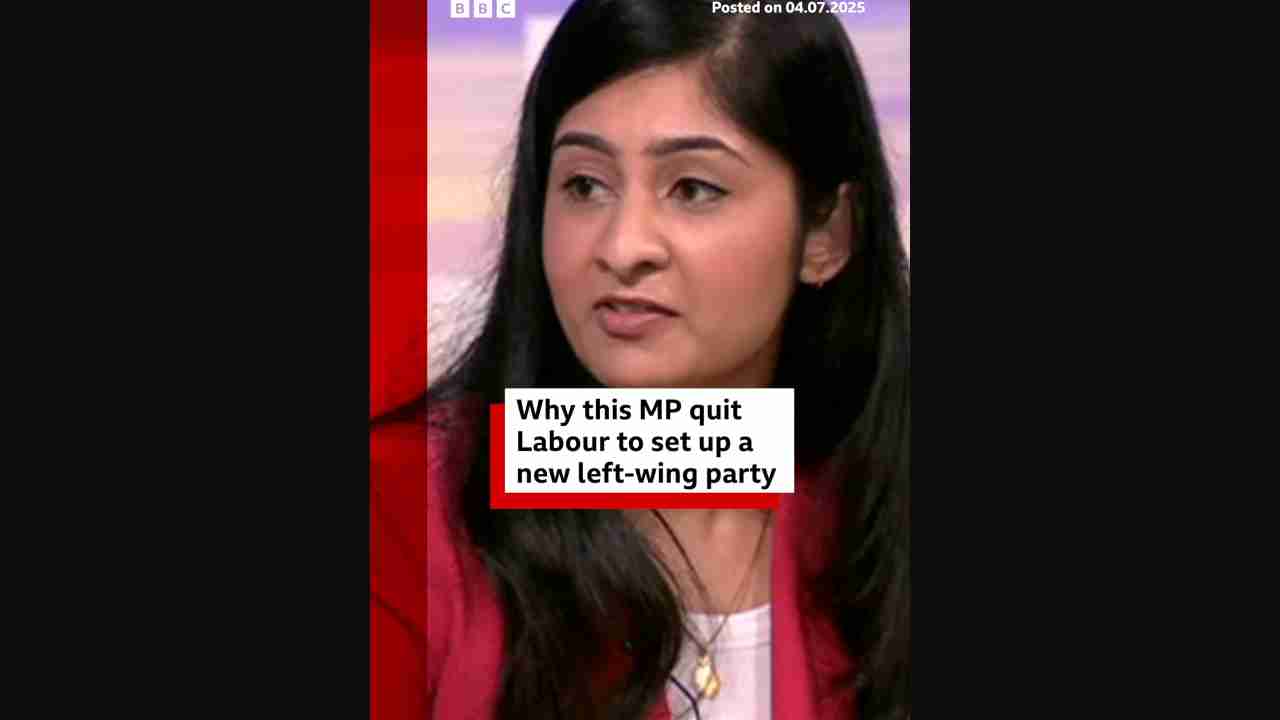 BBC
Posted on 04.07.2025
Why this MP quit
Labour to set up a
new left-wing party